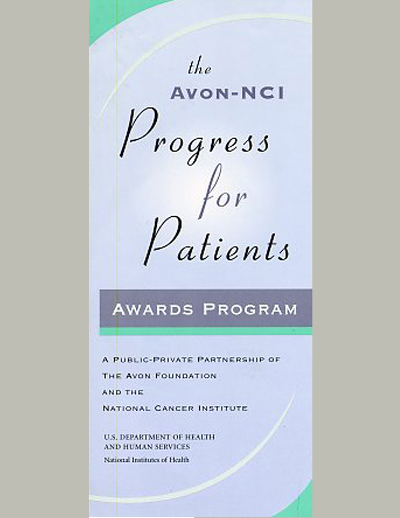 the
AVON-NCI
Progress
for
Patients
AWARDS PROGRAM
A PUBLIC-PRIVATE PARTNERSHIP OF
THE AVON FOUNDATION
AND THE
NATIONAL CANCER INSTITUTE
U.S. DEPARTMENT OF HEALTH
AND HUMAN SERVICES
National Institutes of Health